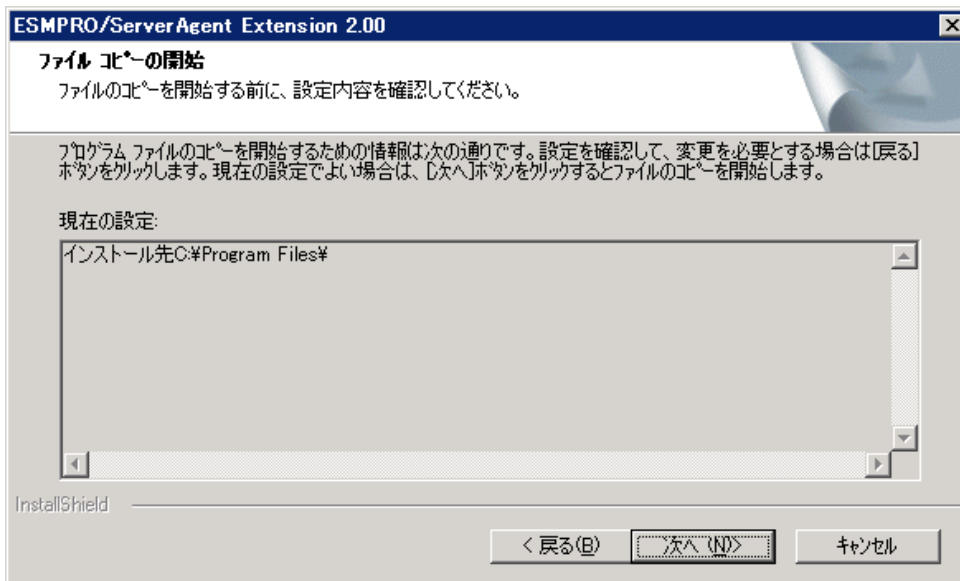 ESMPRO/ServerAgent Extension 2.00
ファイル コピーの開始
ファイルのコピーを開始する前に、設定内容を確認してください。
プログラム ファイルのコピーを開始するための情報は次の通りです。設定を確認して、変更を必要とする場合は[戻る]
ボタンをクリックします。現在の設定でよい場合は、[次へ]ボタンをクリックするとファイルのコピーを開始します。
現在の設定:
インストール先C:¥Program Files¥
InstallShield
< 戻る(B)
次へ (N)>
キャンセル